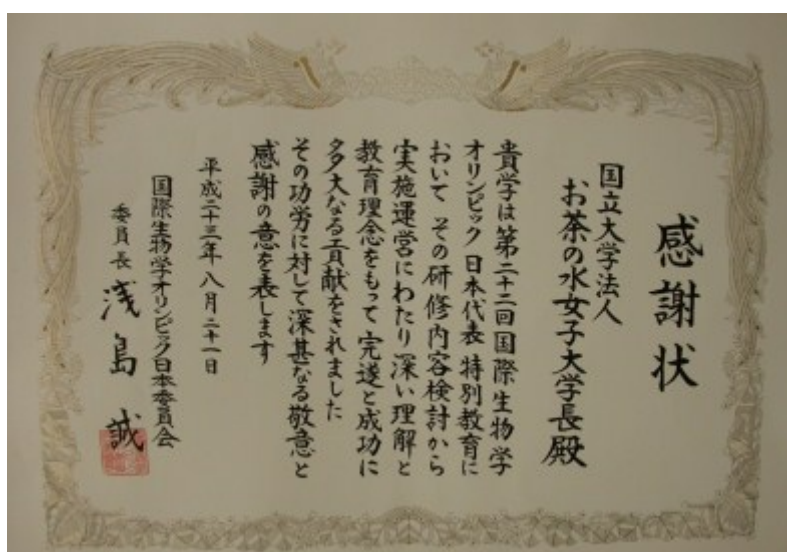 感謝状
国立大学法人
お茶の水女子大学長殿
貴学は第二十二回国際生物学
オリンピック日本代表特別教育に
おいて その研修内容検討から
実施運営にわたり深い理解と
教育理念をもって完遂と成功に
多大なる貢献をされました
その功労に対して深甚なる敬意と
感謝の意を表します
平成二十三年八月二十一日
国際生物学オリンピック日本委員会
委員長 浅島誠